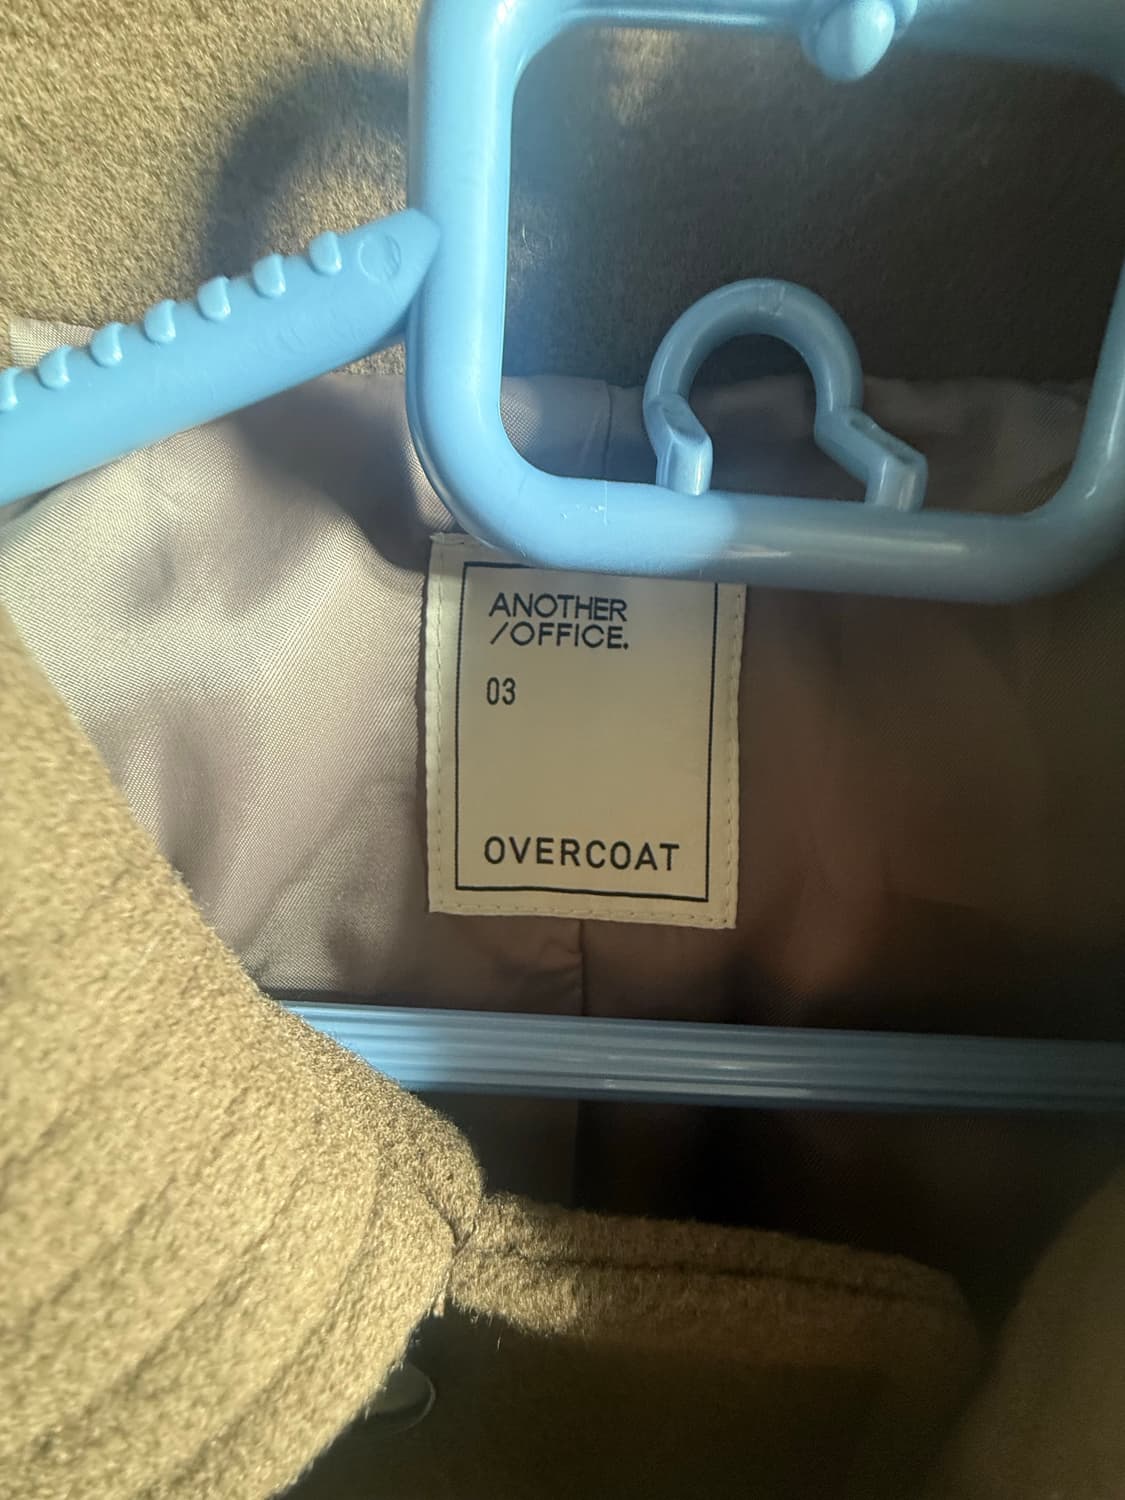 ANOTHER
/OFFICE.
03
OVERCOAT